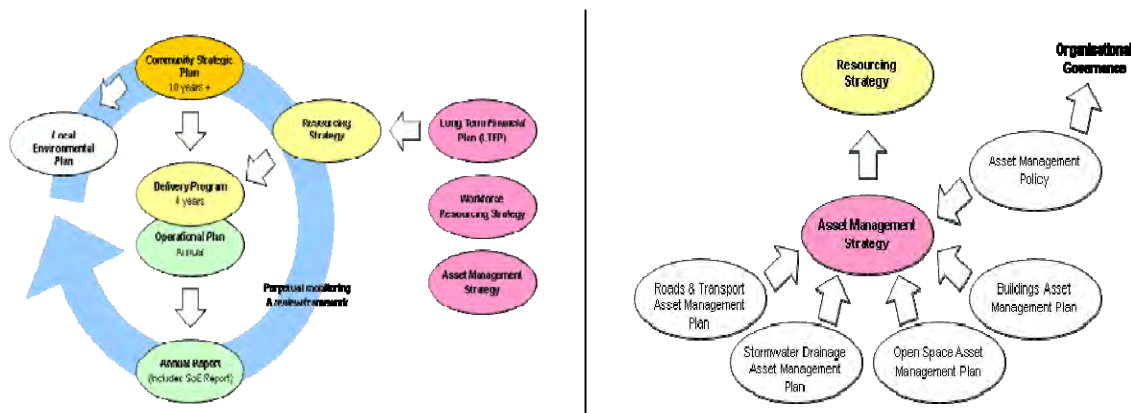 Community Strategic
Plan
10 years +
Local
Environmental
Plan
Resourcing
Strategy
Long Term Financial
Plan (LTFP)
Delivery Program
4 years
Workforce
Resourcing Strategy
Operational Plan
Annual
Asset Management
Strategy
Perpetual monitoring
& review framework
Annual Report
(Includes SoE Report)
Resourcing
Strategy
Organisational
Governance
Asset Management
Policy
Asset Management
Strategy
Roads & Transport
Asset Management
Plan
Buildings Asset
Management Plan
Stormwater Drainage
Asset Management
Plan
Open Space Asset
Management Plan